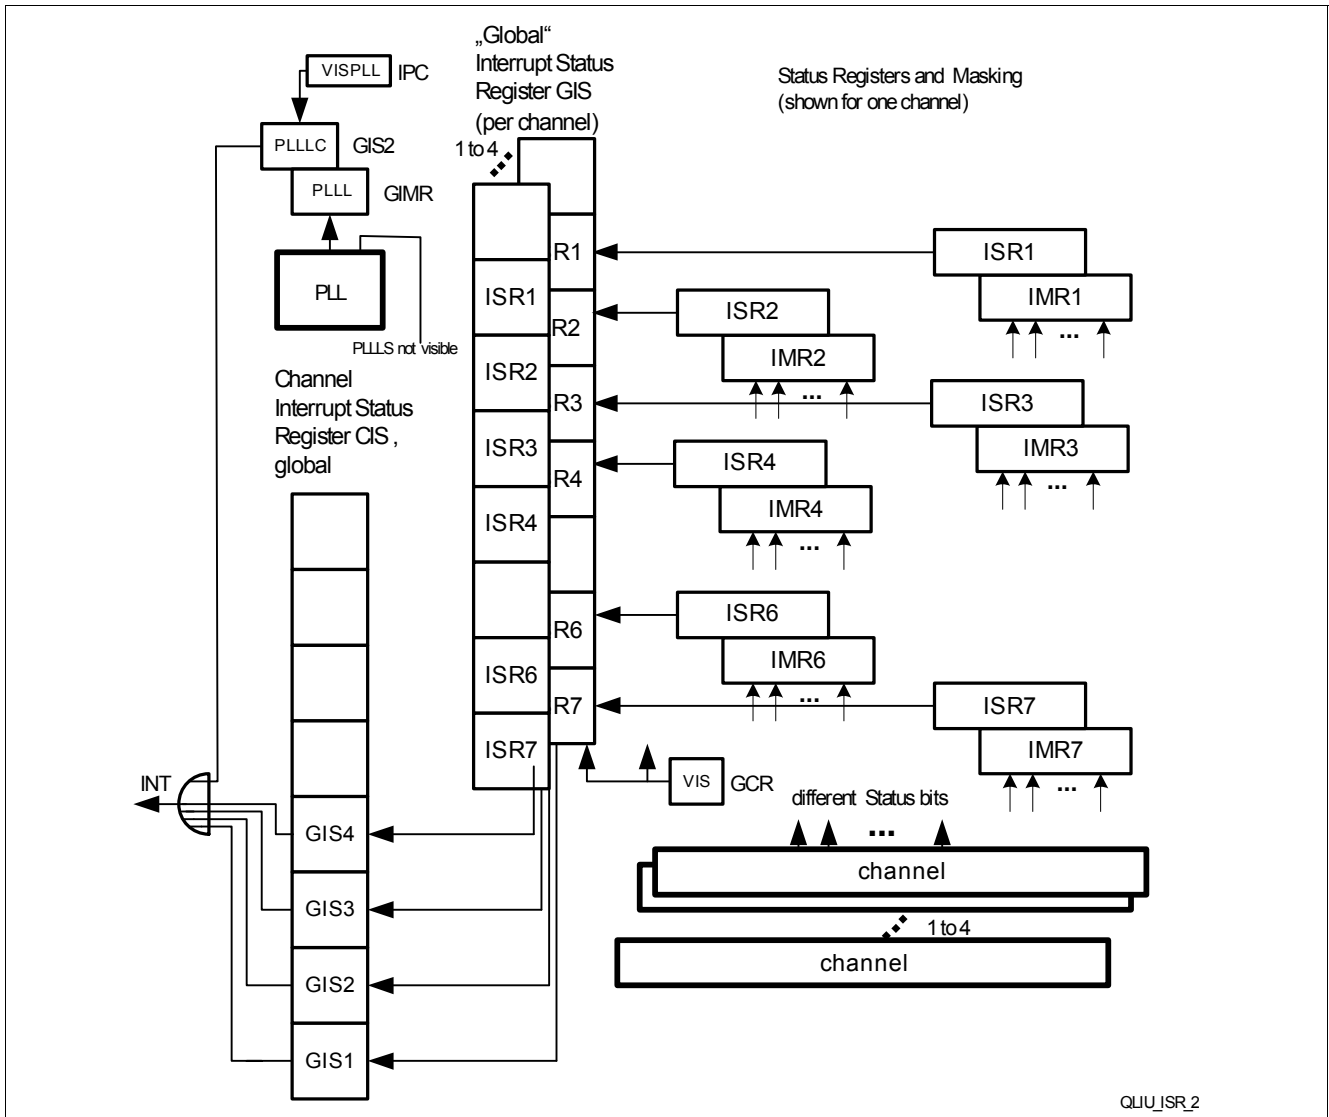 „Global“
Interrupt Status
Register GIS
(per channel)
1 to 4
VISPLL
IPC
PLLLC
GIS2
PLLL
GIMR
PLL
PLLLS not visible
Status Registers and Masking
(shown for one channel)
Channel
Interrupt Status
Register CIS ,
global
R1
R2
R3
R4
R6
R7
ISR1
ISR2
ISR3
ISR4
ISR6
ISR7
ISR1
IMR1
...
ISR2
IMR2
...
ISR3
IMR3
...
ISR4
IMR4
...
ISR6
IMR6
...
ISR7
IMR7
...
VIS
GCR
INT
GIS4
GIS3
GIS2
GIS1
different Status bits
...
channel
1 to 4
channel
QLIU_ISR_2